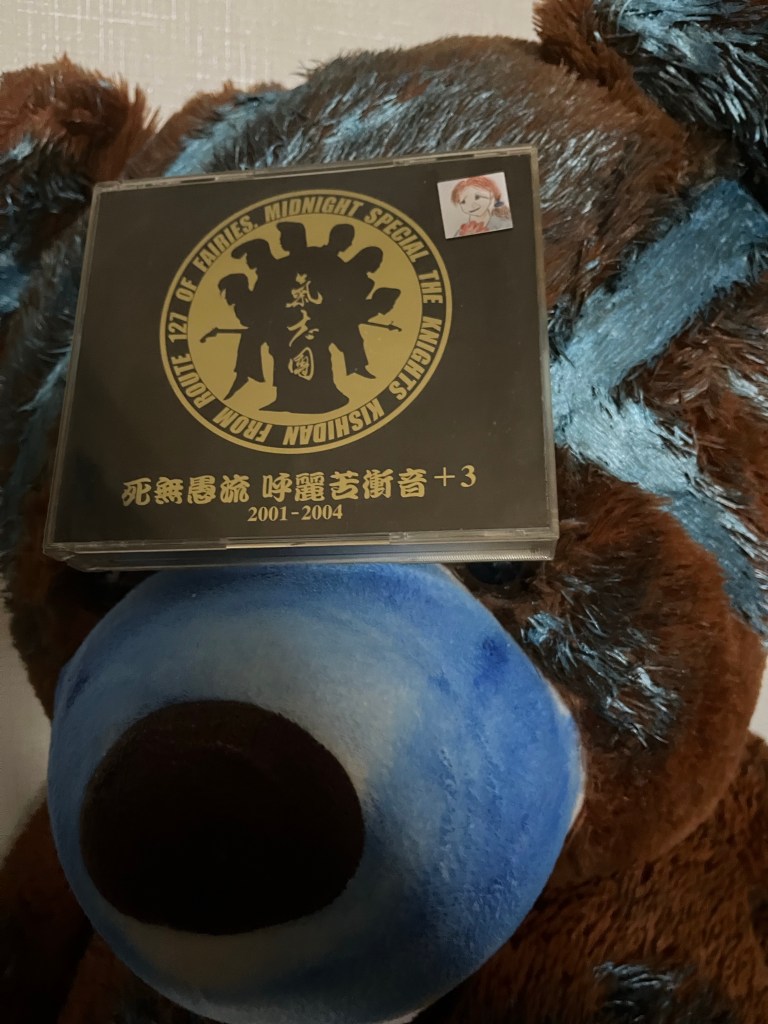 FROM ROUTE 127 OF FAIRIES, MIDNIGHT SPECIAL THE KNIGHTS KISHIDAN
氣志團
死無愚流 呼麗苦衝音+3
2001-2004